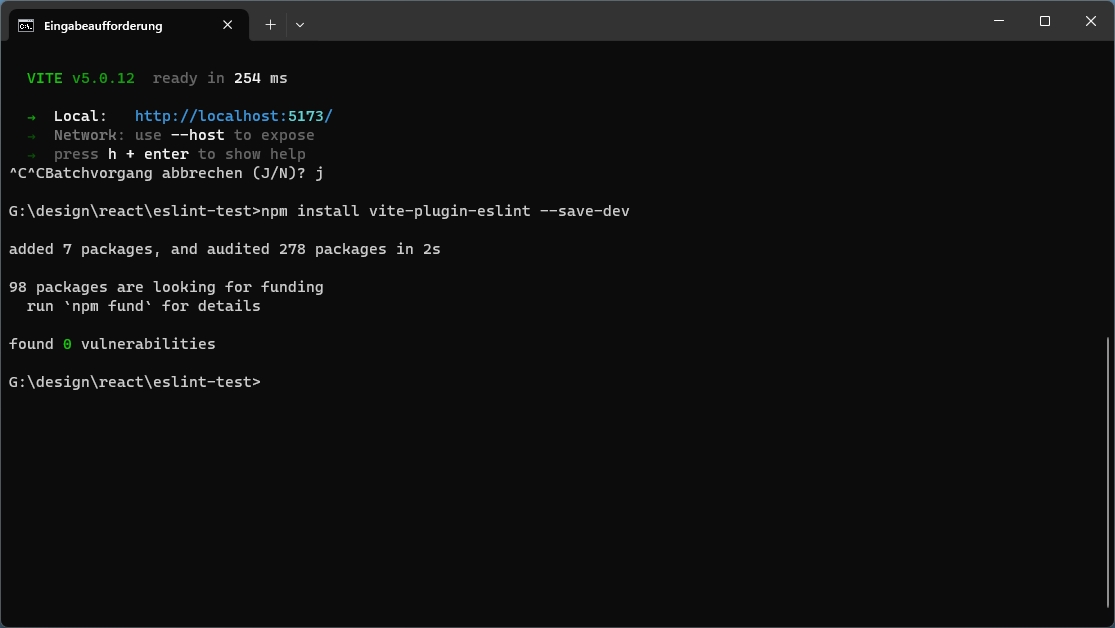 Eingabeaufforderung
VITE v5.0.12 ready in 254 ms
➜ Local: http://localhost:5173/
➜ Network: use --host to expose
➜ press h + enter to show help
^C^CBatchvorgang abbrechen (J/N)? j
G:\design\react\eslint-test>npm install vite-plugin-eslint --save-dev
added 7 packages, and audited 278 packages in 2s
98 packages are looking for funding
run `npm fund` for details
found 0 vulnerabilities
G:\design\react\eslint-test>